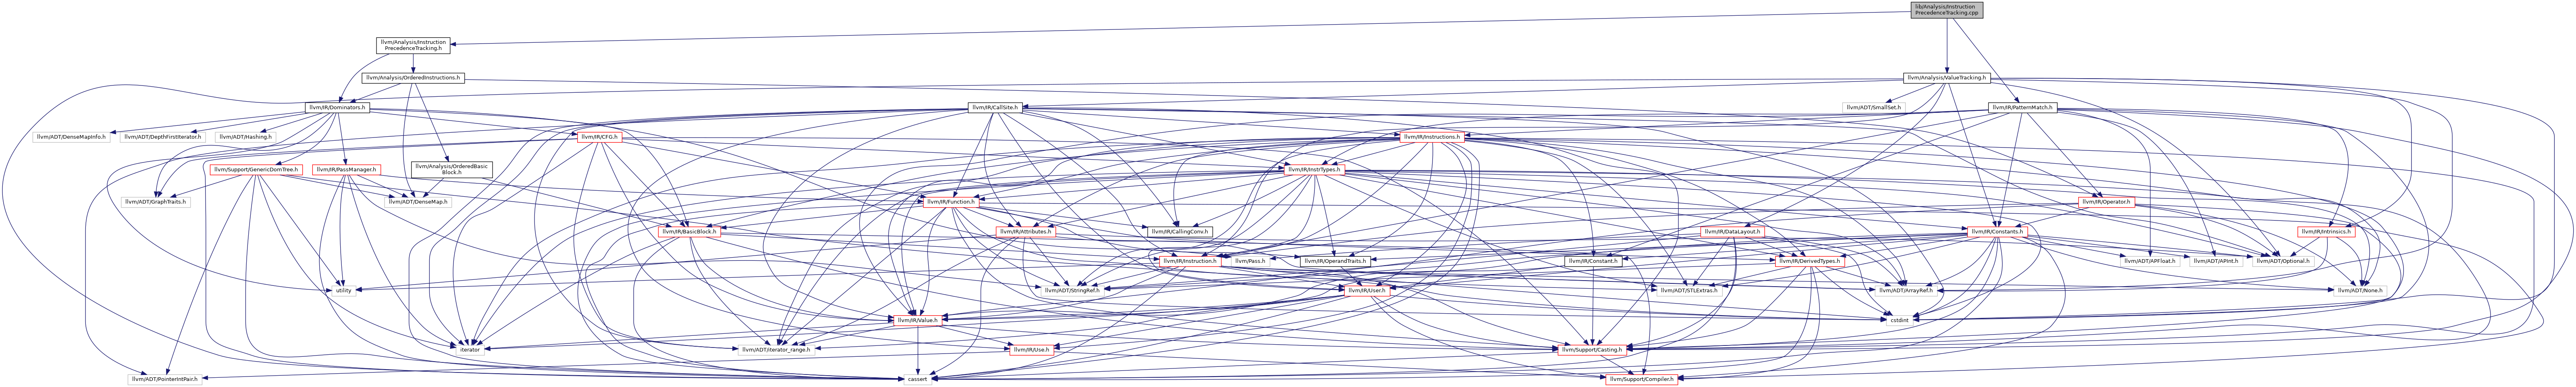 lib/Analysis/Instruction
PrecedenceTracking.cpp
llvm/Analysis/Instruction
PrecedenceTracking.h
llvm/Analysis/OrderedInstructions.h
llvm/Analysis/ValueTracking.h
llvm/IR/Dominators.h
llvm/IR/CallSite.h
llvm/ADT/SmallSet.h
llvm/IR/PatternMatch.h
llvm/ADT/DenseMapInfo.h
llvm/ADT/DepthFirstIterator.h
llvm/ADT/Hashing.h
llvm/IR/CFG.h
llvm/IR/Instructions.h
llvm/Support/GenericDomTree.h
llvm/IR/PassManager.h
llvm/Analysis/OrderedBasic
Block.h
llvm/IR/InstrTypes.h
llvm/ADT/GraphTraits.h
llvm/ADT/DenseMap.h
llvm/IR/Function.h
llvm/IR/Operator.h
llvm/IR/BasicBlock.h
llvm/IR/Attributes.h
llvm/IR/CallingConv.h
llvm/IR/DataLayout.h
llvm/IR/Constants.h
llvm/IR/Intrinsics.h
llvm/IR/Instruction.h
llvm/Pass.h
llvm/IR/OperandTraits.h
llvm/IR/Constant.h
llvm/IR/DerivedTypes.h
llvm/ADT/APFloat.h
llvm/ADT/APInt.h
llvm/ADT/Optional.h
utility
llvm/ADT/StringRef.h
llvm/IR/User.h
llvm/ADT/STLExtras.h
llvm/ADT/ArrayRef.h
llvm/ADT/None.h
llvm/IR/Value.h
cstdint
iterator
llvm/ADT/iterator_range.h
llvm/IR/Use.h
llvm/Support/Casting.h
llvm/ADT/PointerIntPair.h
cassert
llvm/Support/Compiler.h